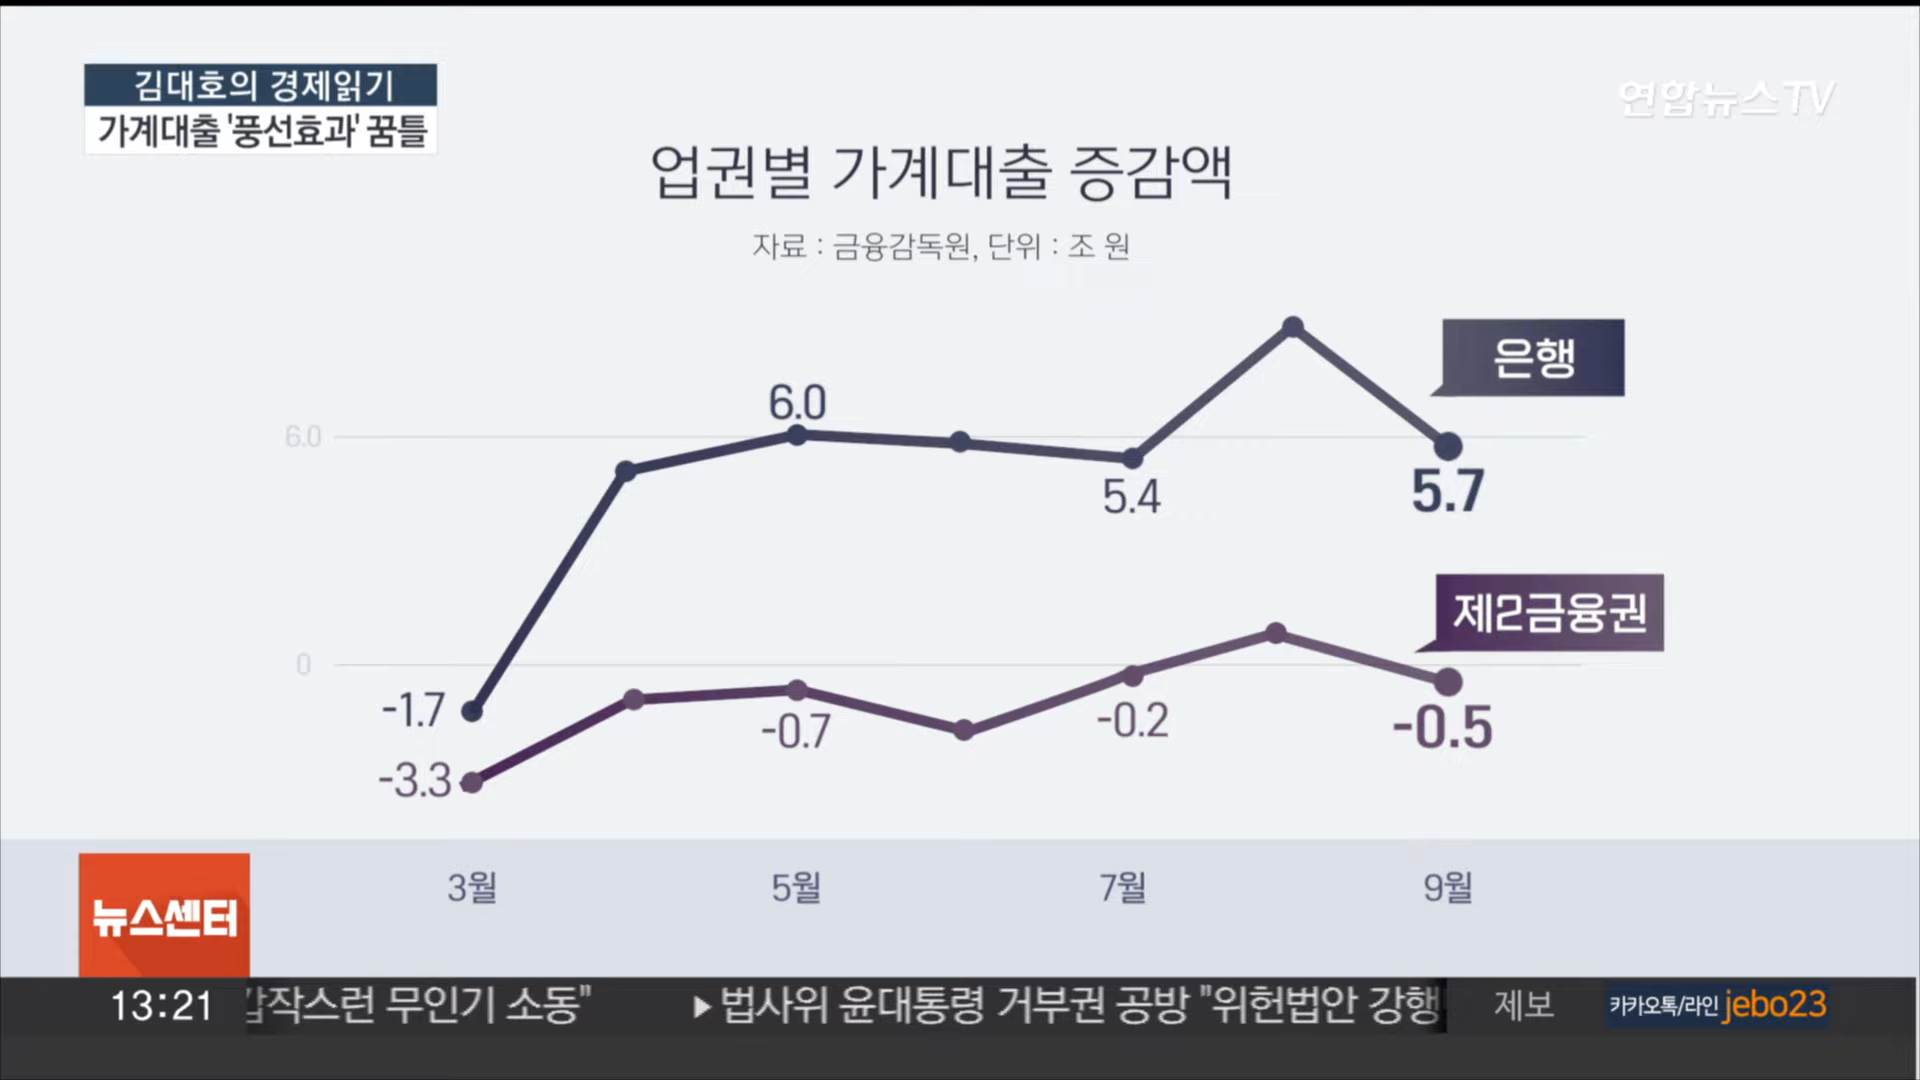 김대호의 경제읽기
가계대출 '풍선효과' 꿈틀
연합뉴스TV
업권별 가계대출 증감액
자료 : 금융감독원, 단위 : 조 원
은행
6.0
6.0
5.4
5.7
제2금융권
0
-1.7
-0.7
-0.2
-0.5
-3.3
3월 5월 7월 9월
뉴스센터
13:21 갑작스런 무인기 소동" ▶법사위 윤대통령 거부권 공방 "위헌법안 강행 제보 카카오톡/라인 jebo23